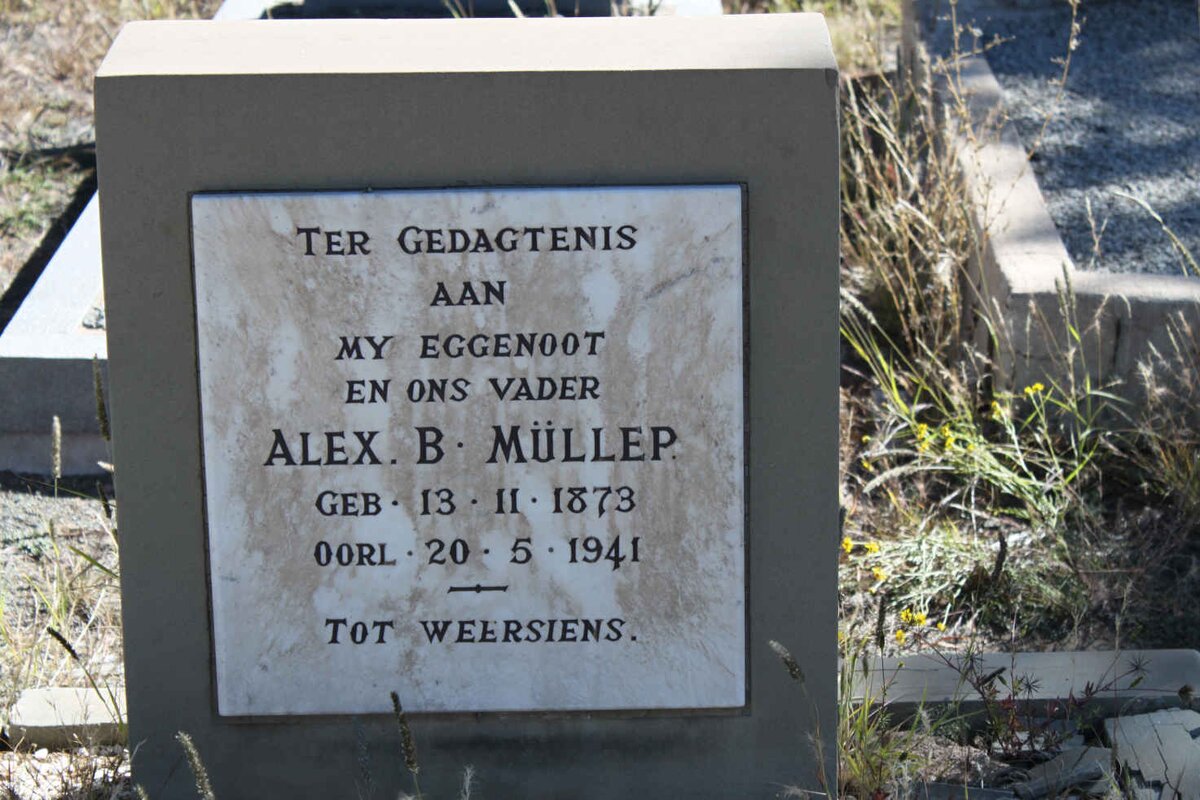 TER GEDAGTENIS
AAN
MY EGGENOOT
EN ONS VADER
ALEX. B. MÜLLER.
GEB. 13. 11. 1873
OORL. 20. 5. 1941
TOT WEERSIENS.